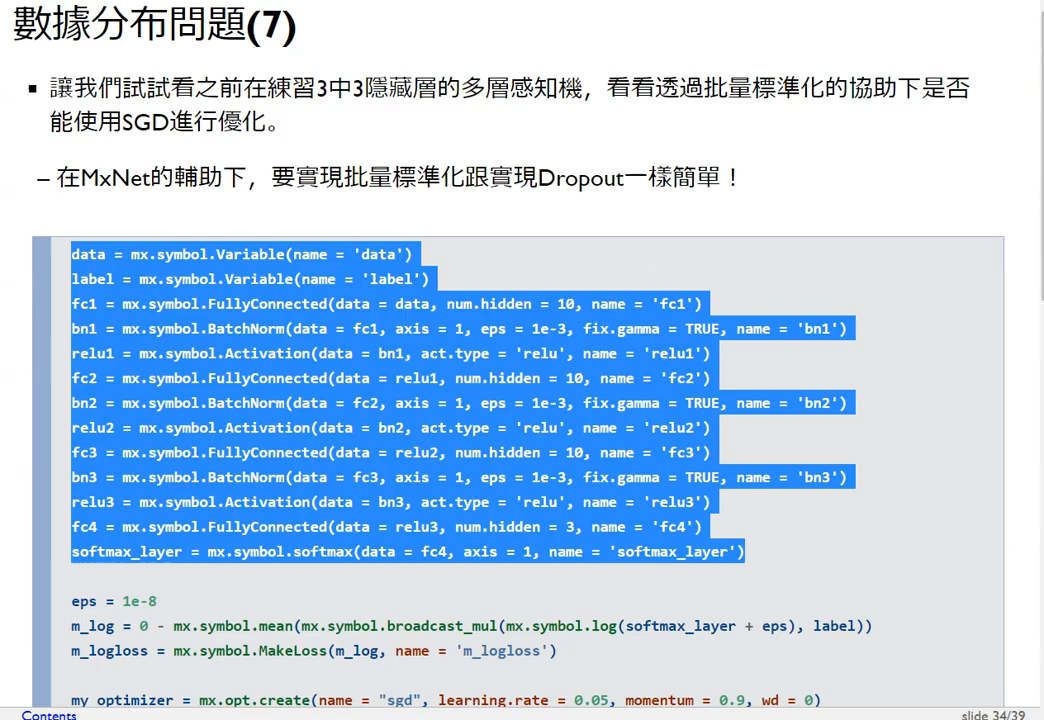 數據分布問題(7)
讓我們試試看之前在練習3中3隱藏層的多層感知機，看看透過批量標準化的協助下是否
能使用SGD進行優化。
– 在MxNet的輔助下，要實現批量標準化跟實現Dropout一樣簡單！
data = mx.symbol.Variable(name = 'data')
label = mx.symbol.Variable(name = 'label')
fc1 = mx.symbol.FullyConnected(data = data, num.hidden = 10, name = 'fc1')
bn1 = mx.symbol.BatchNorm(data = fc1, axis = 1, eps = 1e-3, fix.gamma = TRUE, name = 'bn1')
relu1 = mx.symbol.Activation(data = bn1, act.type = 'relu', name = 'relu1')
fc2 = mx.symbol.FullyConnected(data = relu1, num.hidden = 10, name = 'fc2')
bn2 = mx.symbol.BatchNorm(data = fc2, axis = 1, eps = 1e-3, fix.gamma = TRUE, name = 'bn2')
relu2 = mx.symbol.Activation(data = bn2, act.type = 'relu', name = 'relu2')
fc3 = mx.symbol.FullyConnected(data = relu2, num.hidden = 10, name = 'fc3')
bn3 = mx.symbol.BatchNorm(data = fc3, axis = 1, eps = 1e-3, fix.gamma = TRUE, name = 'bn3')
relu3 = mx.symbol.Activation(data = bn3, act.type = 'relu', name = 'relu3')
fc4 = mx.symbol.FullyConnected(data = relu3, num.hidden = 3, name = 'fc4')
softmax_layer = mx.symbol.softmax(data = fc4, axis = 1, name = 'softmax_layer')
eps = 1e-8
m_log = 0 - mx.symbol.mean(mx.symbol.broadcast_mul(mx.symbol.log(softmax_layer + eps), label))
m_logloss = mx.symbol.MakeLoss(m_log, name = 'm_logloss')
my_optimizer = mx.opt.create(name = "sgd", learning.rate = 0.05, momentum = 0.9, wd = 0)
Contents
slide 34/39